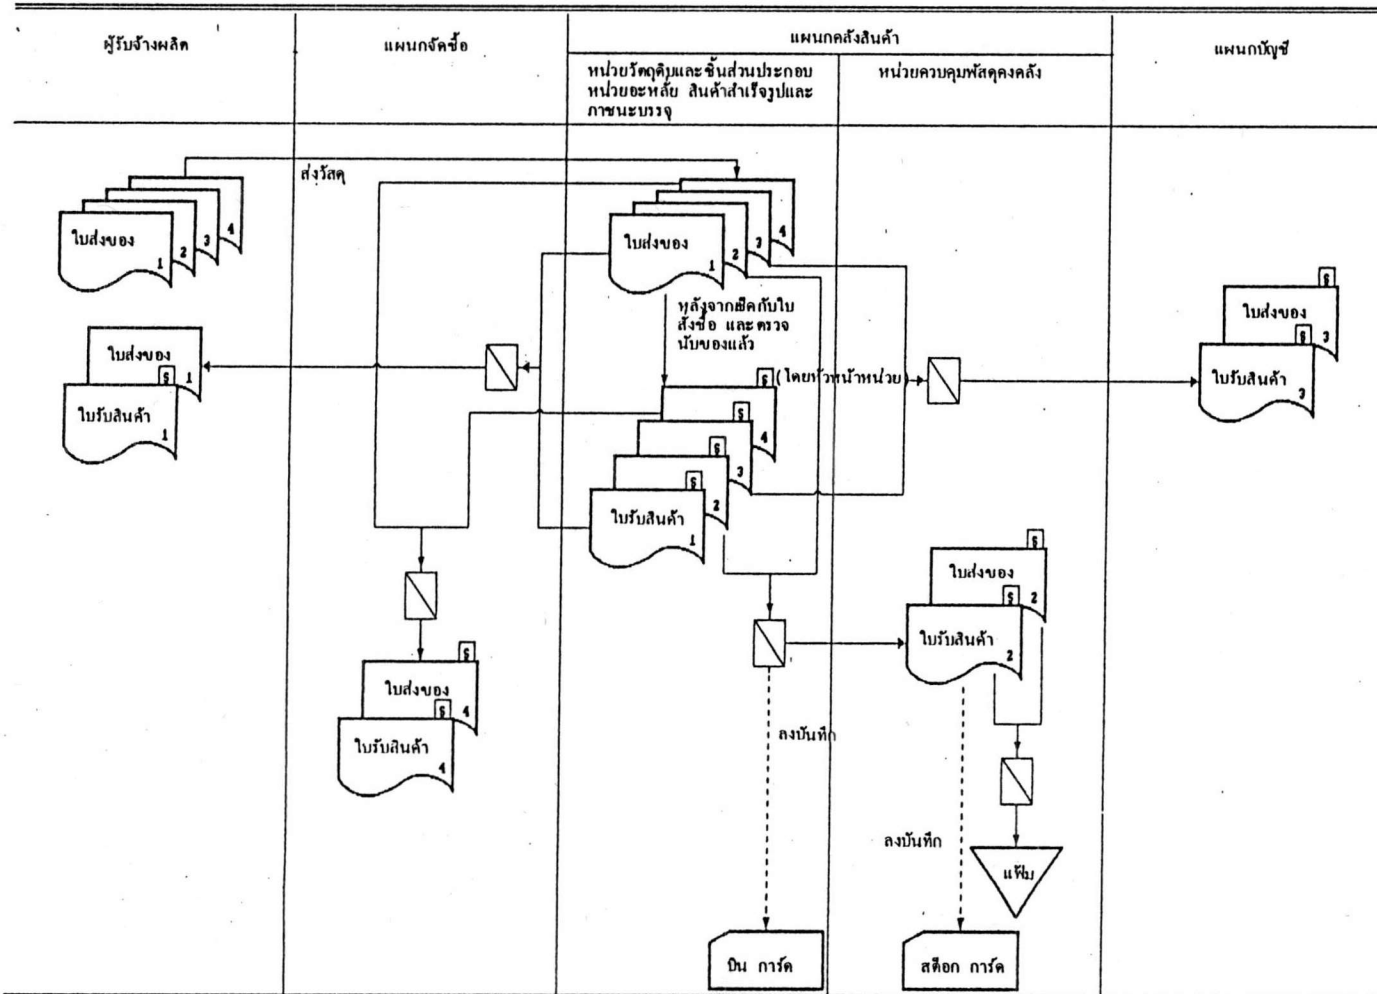 ผู้รับจ้างผลิต
แผนกจัดซื้อ
แผนกคลังสินค้า
แผนกบัญชี
หน่วยวัตถุดิบและชิ้นส่วนประกอบ
หน่วยอะหลั่ย สินค้าสำเร็จรูปและ
ภาชนะบรรจุ
หน่วยควบคุมพัสดุคงคลัง
ส่งวัสดุ
4
3
2
ใบส่งของ
1
4
3
2
ใบส่งของ
1
หลังจากเช็คกับใบ
สั่งซื้อ และตรวจ
นับของแล้ว
ใบส่งของ
1
S
ใบรับสินค้า
1
S (โดยหัวหน้าหน่วย)
4
S
3
S
2
S
ใบรับสินค้า
1
S
ใบส่งของ
3
S
ใบรับสินค้า
3
S
ใบส่งของ
2
S
ใบรับสินค้า
2
S
ใบส่งของ
4
S
ใบรับสินค้า
4
ลงบันทึก
ลงบันทึก
แฟ้ม
บิน การ์ด
สต็อก การ์ด